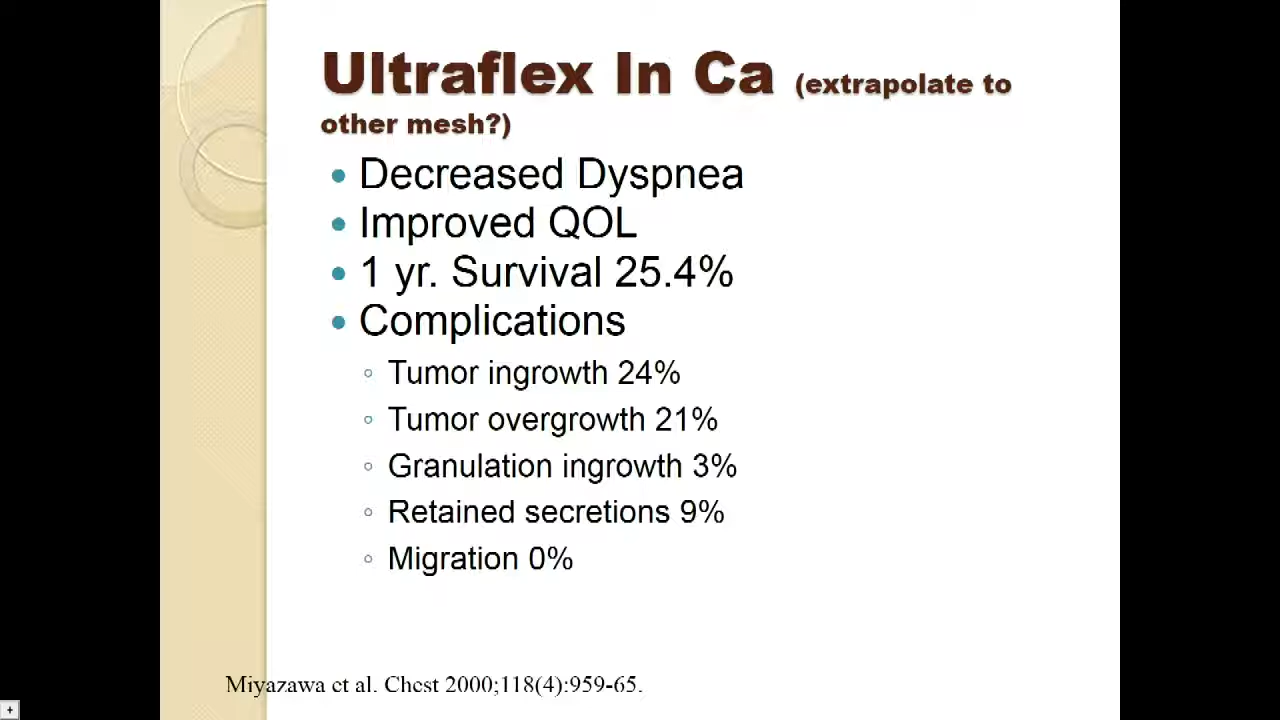 Ultraflex In Ca (extrapolate to
other mesh?)
• Decreased Dyspnea
• Improved QOL
• 1 yr. Survival 25.4%
• Complications
◦ Tumor ingrowth 24%
◦ Tumor overgrowth 21%
◦ Granulation ingrowth 3%
◦ Retained secretions 9%
◦ Migration 0%
Miyazawa et al. Chest 2000;118(4):959-65.
+